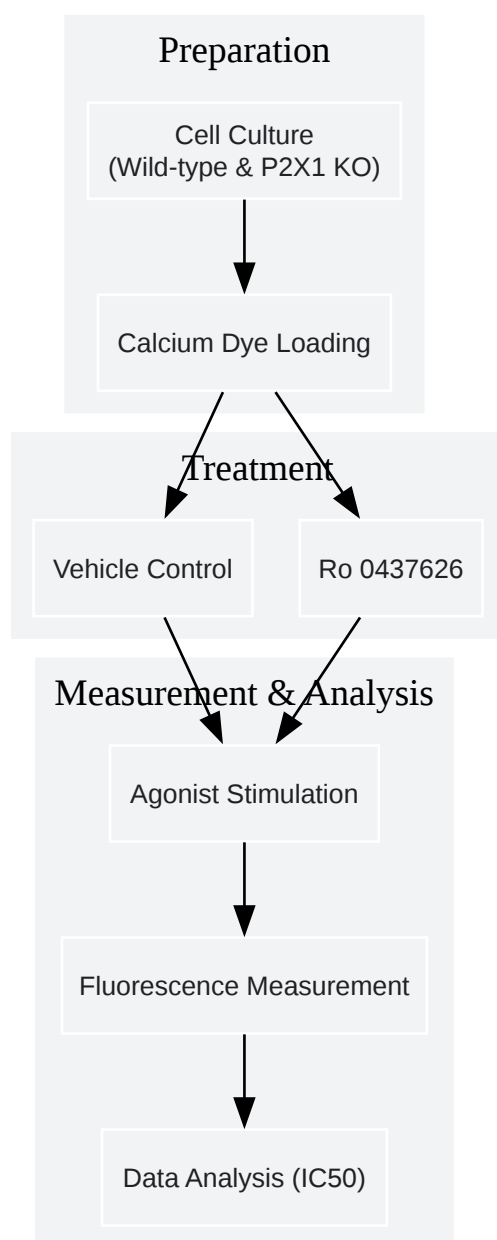 Preparation
Cell Culture
(Wild-type & P2X1 KO)
Calcium Dye Loading
Treatment
Vehicle Control
Ro 0437626
Measurement & Analysis
Agonist Stimulation
Fluorescence Measurement
Data Analysis (IC50)